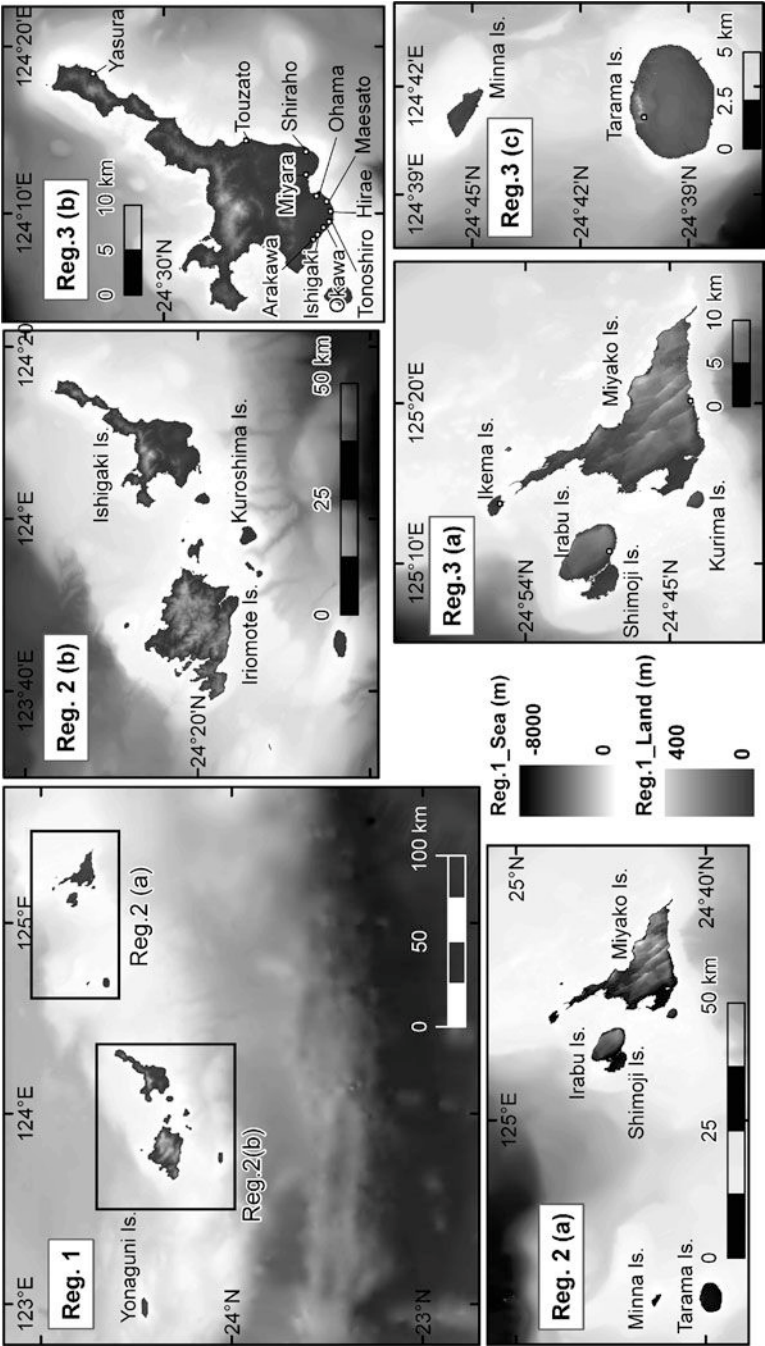 Reg. 1
123°E
124°E
125°E
24°N
23°N
Yonaguni Is.
Reg.2(b)
Reg.2 (a)
0
50
100 km
Reg. 2 (b)
123°40'E
124°E
124°20
24°20'N
Ishigaki Is.
Iriomote Is.
Kuroshima Is.
0
25
50 km
Reg.3 (b)
0
5
10 km
124°10'E
124°20'E
24°30'N
Yasura
Touzato
Shiraho
Miyara
Ohama
Maesato
Hirae
Tonoshiro
Okawa
Ishigaki
Arakawa
Reg. 2 (a)
125°E
25°N
24°40'N
Minna Is.
Tarama Is.
Irabu Is.
Shimoji Is.
Miyako Is.
0
25
50 km
Reg.1_Sea (m)
-8000
0
Reg.1_Land (m)
400
0
Reg.3 (a)
125°10'E
125°20'E
24°54'N
24°45'N
Ikema Is.
Irabu Is.
Shimoji Is.
Miyako Is.
Kurima Is.
0
5
10 km
Reg.3 (c)
124°39'E
124°42'E
24°45'N
24°42'N
24°39'N
Minna Is.
Tarama Is.
0
2.5
5 km